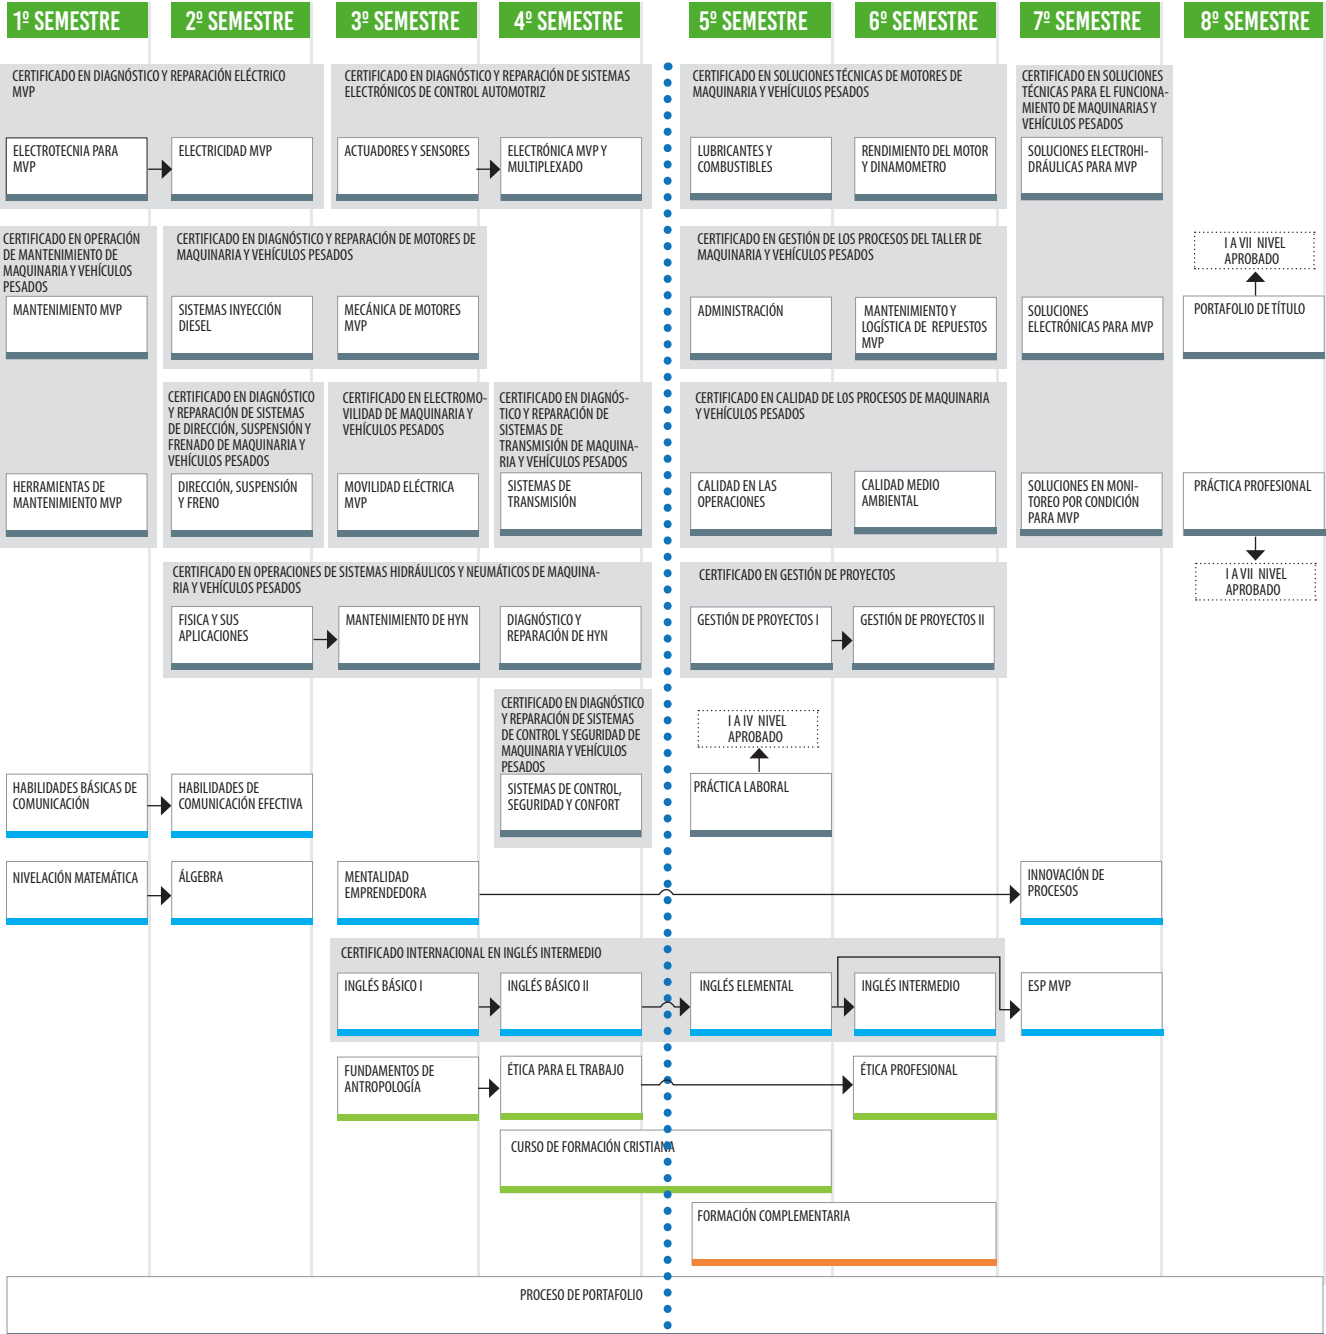 1º SEMESTRE
2º SEMESTRE
3º SEMESTRE
4º SEMESTRE
5º SEMESTRE
6º SEMESTRE
7º SEMESTRE
8º SEMESTRE
CERTIFICADO EN DIAGNÓSTICO Y REPARACIÓN ELÉCTRICO
MVP
CERTIFICADO EN DIAGNÓSTICO Y REPARACIÓN DE SISTEMAS
ELECTRÓNICOS DE CONTROL AUTOMOTRIZ
CERTIFICADO EN SOLUCIONES TÉCNICAS DE MOTORES DE
MAQUINARIA Y VEHÍCULOS PESADOS
CERTIFICADO EN SOLUCIONES
TÉCNICAS PARA EL FUNCIONA-
MIENTO DE MAQUINARIAS Y
VEHÍCULOS PESADOS
ELECTROTECNIA PARA
MVP
ELECTRICIDAD MVP
ACTUADORES Y SENSORES
ELECTRÓNICA MVP Y
MULTIPLEXADO
LUBRICANTES Y
COMBUSTIBLES
RENDIMIENTO DEL MOTOR
Y DINAMOMETRO
SOLUCIONES ELECTROHI-
DRÁULICAS PARA MVP
CERTIFICADO EN OPERACIÓN
DE MANTENIMIENTO DE
MAQUINARIA Y VEHÍCULOS
PESADOS
CERTIFICADO EN DIAGNÓSTICO Y REPARACIÓN DE MOTORES DE
MAQUINARIA Y VEHÍCULOS PESADOS
CERTIFICADO EN GESTIÓN DE LOS PROCESOS DEL TALLER DE
MAQUINARIA Y VEHÍCULOS PESADOS
I A VII NIVEL
APROBADO
MANTENIMIENTO MVP
SISTEMAS INYECCIÓN
DIESEL
MECÁNICA DE MOTORES
MVP
ADMINISTRACIÓN
MANTENIMIENTO Y
LOGÍSTICA DE REPUESTOS
MVP
SOLUCIONES
ELECTRÓNICAS PARA MVP
PORTAFOLIO DE TÍTULO
CERTIFICADO EN DIAGNÓSTICO
Y REPARACIÓN DE SISTEMAS
DE DIRECCIÓN, SUSPENSIÓN Y
FRENADO DE MAQUINARIA Y
VEHÍCULOS PESADOS
CERTIFICADO EN ELECTROMO-
VILIDAD DE MAQUINARIA Y
VEHÍCULOS PESADOS
CERTIFICADO EN DIAGNÓS-
TICO Y REPARACIÓN DE
SISTEMAS DE
TRANSMISIÓN DE MAQUINA-
RIA Y VEHÍCULOS PESADOS
CERTIFICADO EN CALIDAD DE LOS PROCESOS DE MAQUINARIA
Y VEHÍCULOS PESADOS
HERRAMIENTAS DE
MANTENIMIENTO MVP
DIRECCIÓN, SUSPENSIÓN
Y FRENO
MOVILIDAD ELÉCTRICA
MVP
SISTEMAS DE
TRANSMISIÓN
CALIDAD EN LAS
OPERACIONES
CALIDAD MEDIO
AMBIENTAL
SOLUCIONES EN MONI-
TOREO POR CONDICIÓN
PARA MVP
PRÁCTICA PROFESIONAL
CERTIFICADO EN OPERACIONES DE SISTEMAS HIDRÁULICOS Y NEUMÁTICOS DE MAQUINA-
RIA Y VEHÍCULOS PESADOS
CERTIFICADO EN GESTIÓN DE PROYECTOS
I A VII NIVEL
APROBADO
FISICA Y SUS
APLICACIONES
MANTENIMIENTO DE HYN
DIAGNÓSTICO Y
REPARACIÓN DE HYN
GESTIÓN DE PROYECTOS I
GESTIÓN DE PROYECTOS II
CERTIFICADO EN DIAGNÓSTICO
Y REPARACIÓN DE SISTEMAS
DE CONTROL Y SEGURIDAD DE
MAQUINARIA Y VEHÍCULOS
PESADOS
I A IV NIVEL
APROBADO
HABILIDADES BÁSICAS DE
COMUNICACIÓN
HABILIDADES DE
COMUNICACIÓN EFECTIVA
SISTEMAS DE CONTROL,
SEGURIDAD Y CONFORT
PRÁCTICA LABORAL
NIVELACIÓN MATEMÁTICA
ÁLGEBRA
MENTALIDAD
EMPRENDEDORA
INNOVACIÓN DE
PROCESOS
CERTIFICADO INTERNACIONAL EN INGLÉS INTERMEDIO
INGLÉS BÁSICO I
INGLÉS BÁSICO II
INGLÉS ELEMENTAL
INGLÉS INTERMEDIO
ESP MVP
FUNDAMENTOS DE
ANTROPOLOGÍA
ÉTICA PARA EL TRABAJO
ÉTICA PROFESIONAL
CURSO DE FORMACIÓN CRISTIANA
FORMACIÓN COMPLEMENTARIA
PROCESO DE PORTAFOLIO